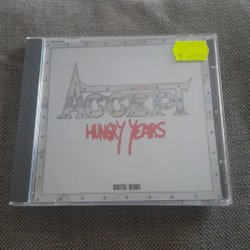 ACCEPT
HUNGRY YEARS
DIGITAL REMIX